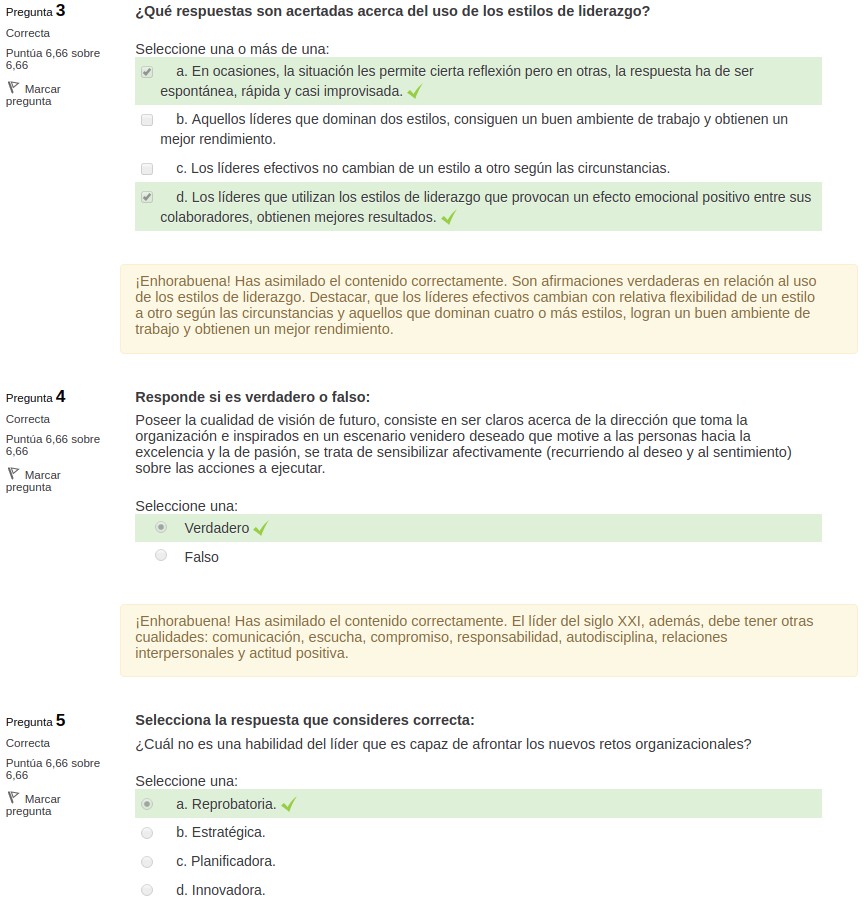 Pregunta 3
Correcta
Puntúa 6,66 sobre
6,66
Marcar
pregunta
¿Qué respuestas son acertadas acerca del uso de los estilos de liderazgo?
Seleccione una o más de una:
a. En ocasiones, la situación les permite cierta reflexión pero en otras, la respuesta ha de ser
espontánea, rápida y casi improvisada.
b. Aquellos líderes que dominan dos estilos, consiguen un buen ambiente de trabajo y obtienen un
mejor rendimiento.
c. Los líderes efectivos no cambian de un estilo a otro según las circunstancias.
d. Los líderes que utilizan los estilos de liderazgo que provocan un efecto emocional positivo entre sus
colaboradores, obtienen mejores resultados.
¡Enhorabuena! Has asimilado el contenido correctamente. Son afirmaciones verdaderas en relación al uso
de los estilos de liderazgo. Destacar, que los líderes efectivos cambian con relativa flexibilidad de un estilo
a otro según las circunstancias y aquellos que dominan cuatro o más estilos, logran un buen ambiente de
trabajo y obtienen un mejor rendimiento.
Pregunta 4
Correcta
Puntúa 6,66 sobre
6,66
Marcar
pregunta
Responde si es verdadero o falso:
Poseer la cualidad de visión de futuro, consiste en ser claros acerca de la dirección que toma la
organización e inspirados en un escenario venidero deseado que motive a las personas hacia la
excelencia y la de pasión, se trata de sensibilizar afectivamente (recurriendo al deseo y al sentimiento)
sobre las acciones a ejecutar.
Seleccione una:
Verdadero
Falso
¡Enhorabuena! Has asimilado el contenido correctamente. El líder del siglo XXI, además, debe tener otras
cualidades: comunicación, escucha, compromiso, responsabilidad, autodisciplina, relaciones
interpersonales y actitud positiva.
Pregunta 5
Correcta
Puntúa 6,66 sobre
6,66
Marcar
pregunta
Selecciona la respuesta que consideres correcta:
¿Cuál no es una habilidad del líder que es capaz de afrontar los nuevos retos organizacionales?
Seleccione una:
a. Reprobatoria.
b. Estratégica.
c. Planificadora.
d. Innovadora.